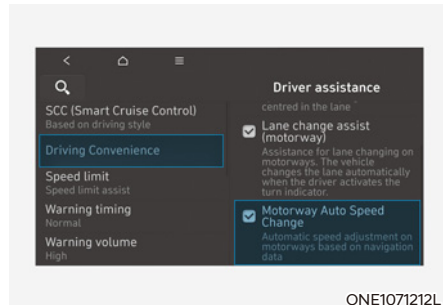 Driver assistance
SCC (Smart Cruise Control)
Based on driving style
Driving Convenience
Speed limit
Speed limit assist
Warning timing
Normal
Warning volume
High
centred in the lane
Lane change assist
(motorway)
Assistance for lane changing on
motorways. The vehicle
changes the lane automatically
when the driver activates the
turn indicator.
Motorway Auto Speed
Change
Automatic speed adjustment on
motorways based on navigation
data
ONE1071212L